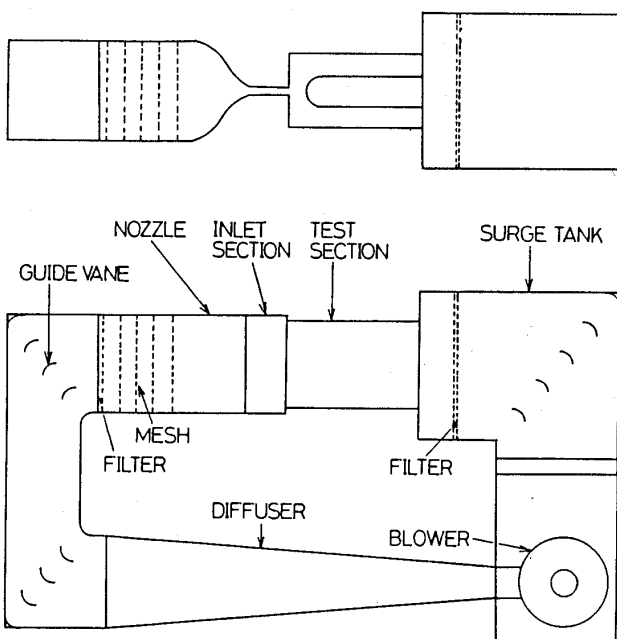 NOZZLE
INLET
SECTION
TEST
SECTION
SURGE TANK
GUIDE VANE
MESH
FILTER
FILTER
DIFFUSER
BLOWER